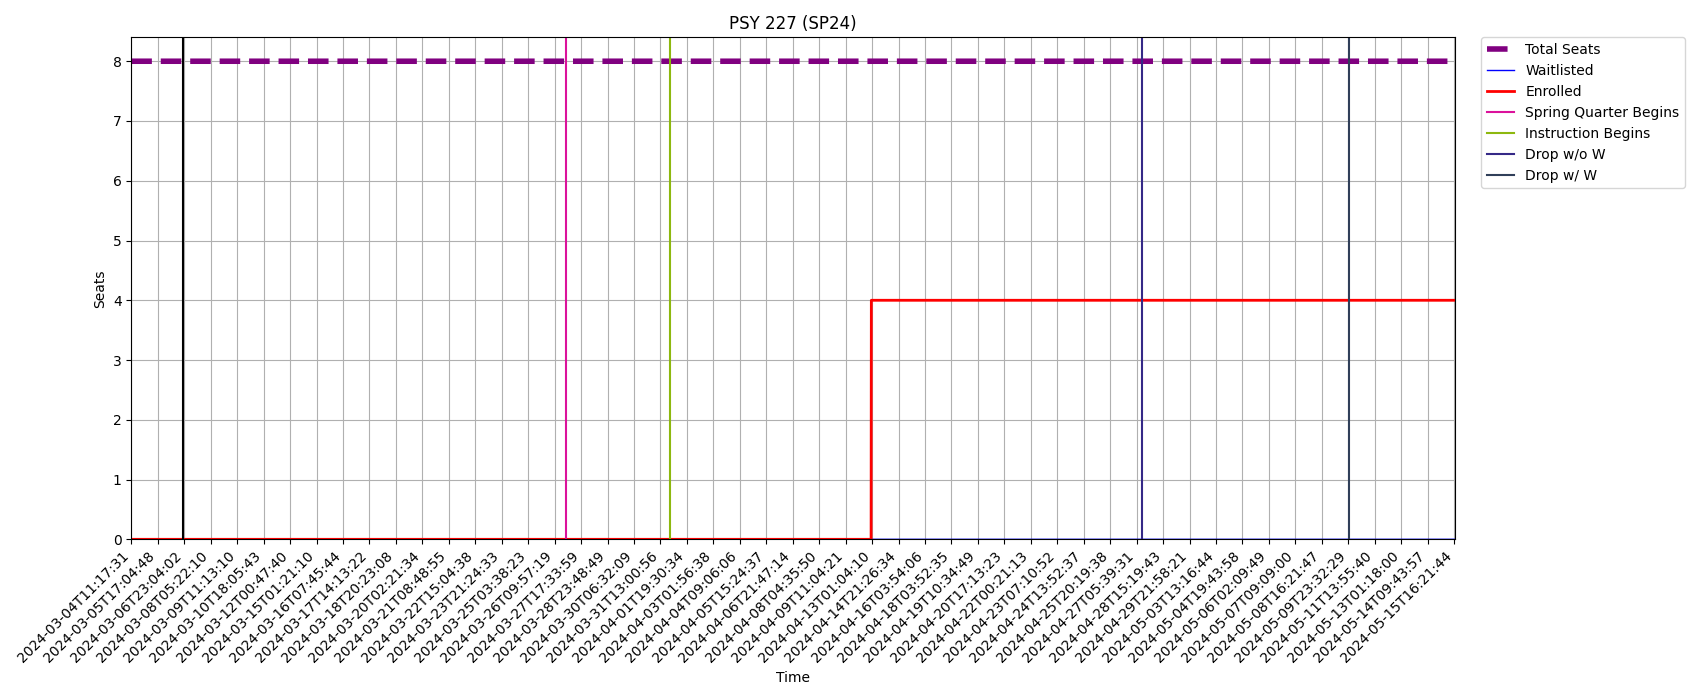 PSY 227 (SP24)
Total Seats
Waitlisted
Enrolled
Spring Quarter Begins
Instruction Begins
Drop w/o W
Drop w/ W
Seats
8
7
6
5
4
3
2
1
0
2024-03-04T11:17:31
2024-03-05T17:04:48
2024-03-06T23:04:02
2024-03-08T05:22:10
2024-03-09T11:13:10
2024-03-10T18:05:43
2024-03-12T00:47:40
2024-03-15T01:21:10
2024-03-16T07:45:44
2024-03-17T14:13:22
2024-03-18T20:23:08
2024-03-20T02:21:34
2024-03-21T08:48:55
2024-03-22T15:04:38
2024-03-23T21:24:33
2024-03-25T03:38:23
2024-03-26T09:57:19
2024-03-27T17:33:59
2024-03-28T23:48:49
2024-03-30T06:32:09
2024-03-31T13:00:56
2024-04-01T19:30:34
2024-04-03T01:56:38
2024-04-04T09:06:06
2024-04-05T15:24:37
2024-04-06T21:47:14
2024-04-08T04:35:50
2024-04-09T11:04:21
2024-04-13T01:04:10
2024-04-14T21:26:34
2024-04-16T03:54:06
2024-04-18T03:52:35
2024-04-19T10:34:49
2024-04-20T17:13:23
2024-04-22T00:21:13
2024-04-23T07:10:52
2024-04-24T13:52:37
2024-04-25T20:19:38
2024-04-27T05:39:31
2024-04-28T15:19:43
2024-04-29T21:58:21
2024-05-03T13:16:44
2024-05-04T19:43:58
2024-05-06T02:09:49
2024-05-07T09:09:00
2024-05-08T16:21:47
2024-05-09T23:32:29
2024-05-11T13:55:40
2024-05-13T01:18:00
2024-05-14T09:43:57
2024-05-15T16:21:44
Time